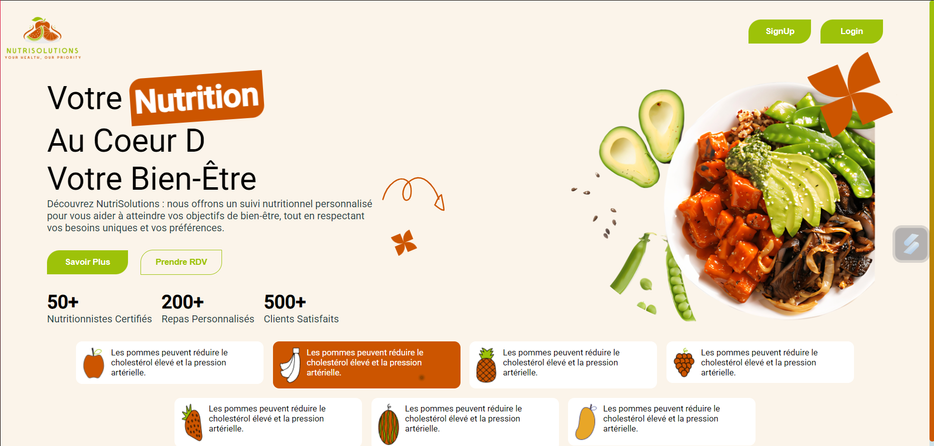 NUTRISOLUTIONS
YOUR HEALTH, OUR PRIORITY
SignUp
Login
Votre Nutrition
Au Coeur D
Votre Bien-Être
Découvrez NutriSolutions : nous offrons un suivi nutritionnel personnalisé
pour vous aider à atteindre vos objectifs de bien-être, tout en respectant
vos besoins uniques et vos préférences.
Savoir Plus
Prendre RDV
50+
Nutritionnistes Certifiés
200+
Repas Personnalisés
500+
Clients Satisfaits
Les pommes peuvent réduire le
cholestérol élevé et la pression
artérielle.
Les pommes peuvent réduire le
cholestérol élevé et la pression
artérielle.
Les pommes peuvent réduire le
cholestérol élevé et la pression
artérielle.
Les pommes peuvent réduire le
cholestérol élevé et la pression
artérielle.
Les pommes peuvent réduire le
cholestérol élevé et la pression
artérielle.
Les pommes peuvent réduire le
cholestérol élevé et la pression
artérielle.
Les pommes peuvent réduire le
cholestérol élevé et la pression
artérielle.